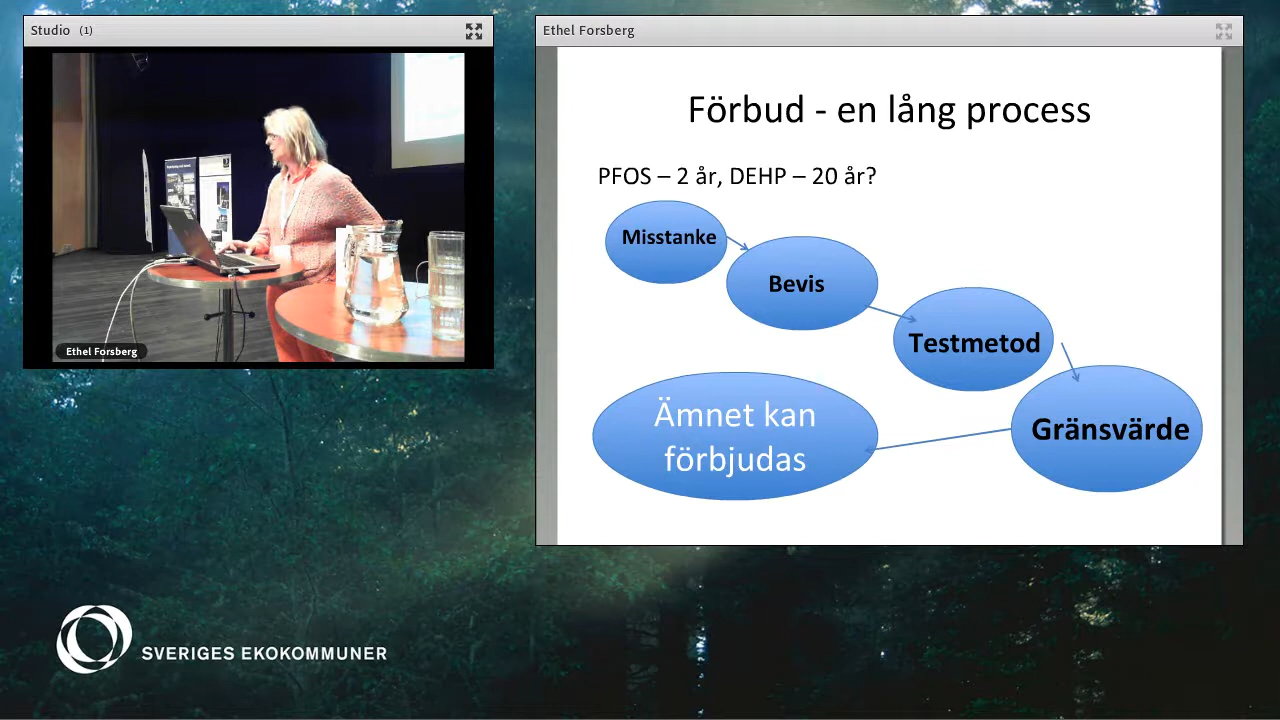 Studio (1)
Ethel Forsberg
Ethel Forsberg
Förbud - en lång process
PFOS – 2 år, DEHP – 20 år?
Misstanke
Bevis
Testmetod
Gränsvärde
Ämnet kan
förbjudas
SVERIGES EKOKOMMUNER